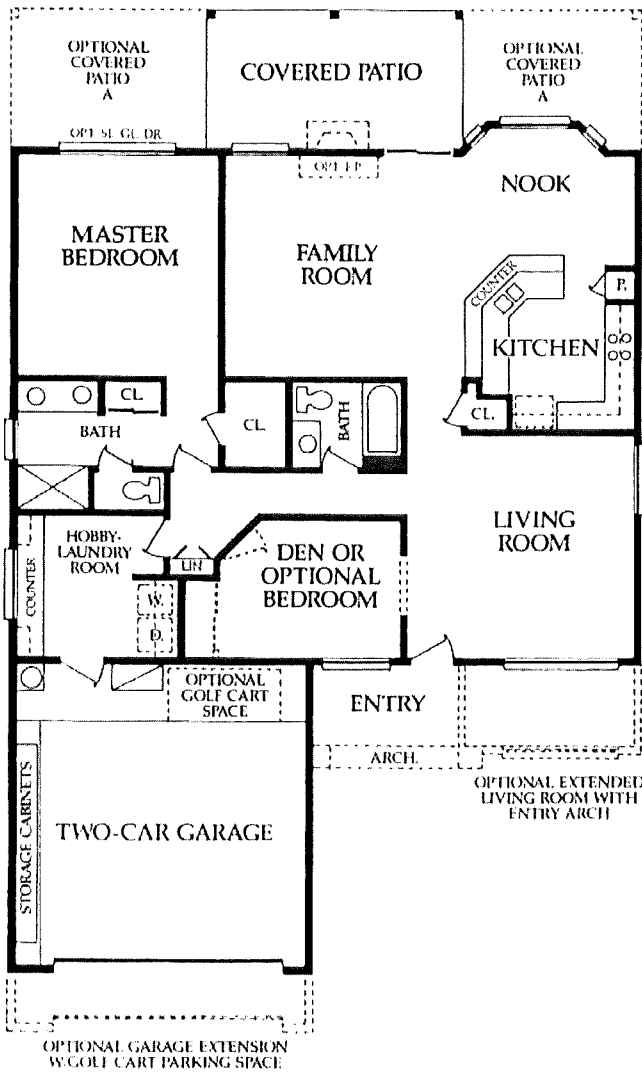 OPTIONAL
COVERED
PATIO
A
COVERED PATIO
OPTIONAL
COVERED
PATIO
A
OPT. SL. GL. DR.
OPT. F.P.
NOOK
MASTER
BEDROOM
FAMILY
ROOM
COUNTER
P.
KITCHEN
CL.
CL.
BATH
CL.
BATH
LIVING
ROOM
HOBBY-
LAUNDRY
ROOM
LIN
DEN OR
OPTIONAL
BEDROOM
COUNTER
W.
D.
OPTIONAL
GOLF CART
SPACE
ENTRY
ARCH.
OPTIONAL EXTENDED
LIVING ROOM WITH
ENTRY ARCH
STORAGE CABINETS
TWO-CAR GARAGE
OPTIONAL GARAGE EXTENSION
W/GOLF CART PARKING SPACE